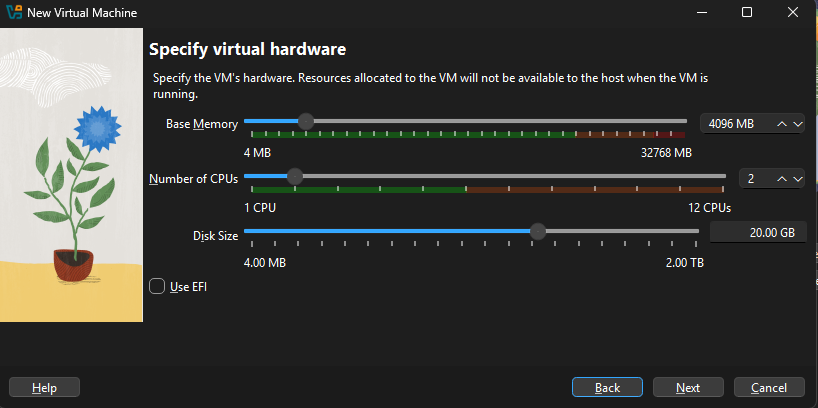 New Virtual Machine
Specify virtual hardware
Specify the VM's hardware. Resources allocated to the VM will not be available to the host when the VM is
running.
Base Memory 4096 MB
4 MB 32768 MB
Number of CPUs 2
1 CPU 12 CPUs
Disk Size 20.00 GB
4.00 MB 2.00 TB
Use EFI
Help Back Next Cancel